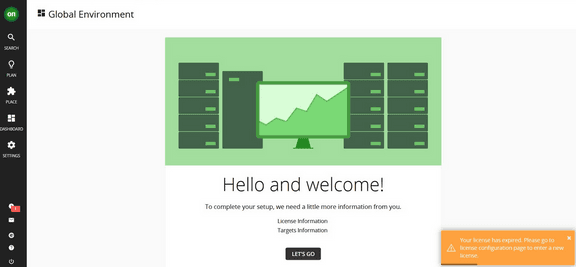 on
Global Environment
SEARCH
PLAN
PLACE
DASHBOARD
SETTINGS
Hello and welcome!
To complete your setup, we need a little more information from you.
License Information
Targets Information
LET'S GO
Your license has expired. Please go to
license configuration page to enter a new
license.